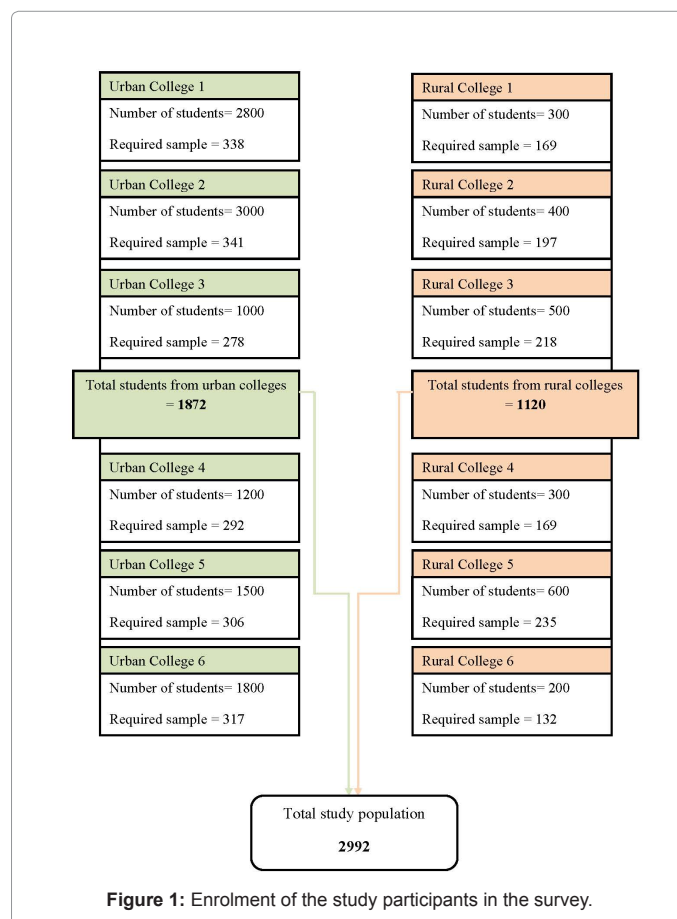 Urban College 1
Number of students= 2800
Required sample = 338
Urban College 2
Number of students= 3000
Required sample = 341
Urban College 3
Number of students= 1000
Required sample = 278
Total students from urban colleges
= 1872
Urban College 4
Number of students= 1200
Required sample = 292
Urban College 5
Number of students= 1500
Required sample = 306
Urban College 6
Number of students= 1800
Required sample = 317
Rural College 1
Number of students= 300
Required sample = 169
Rural College 2
Number of students= 400
Required sample = 197
Rural College 3
Number of students= 500
Required sample = 218
Total students from rural colleges
= 1120
Rural College 4
Number of students= 300
Required sample = 169
Rural College 5
Number of students= 600
Required sample = 235
Rural College 6
Number of students= 200
Required sample = 132
Total study population
2992
Figure 1: Enrolment of the study participants in the survey.